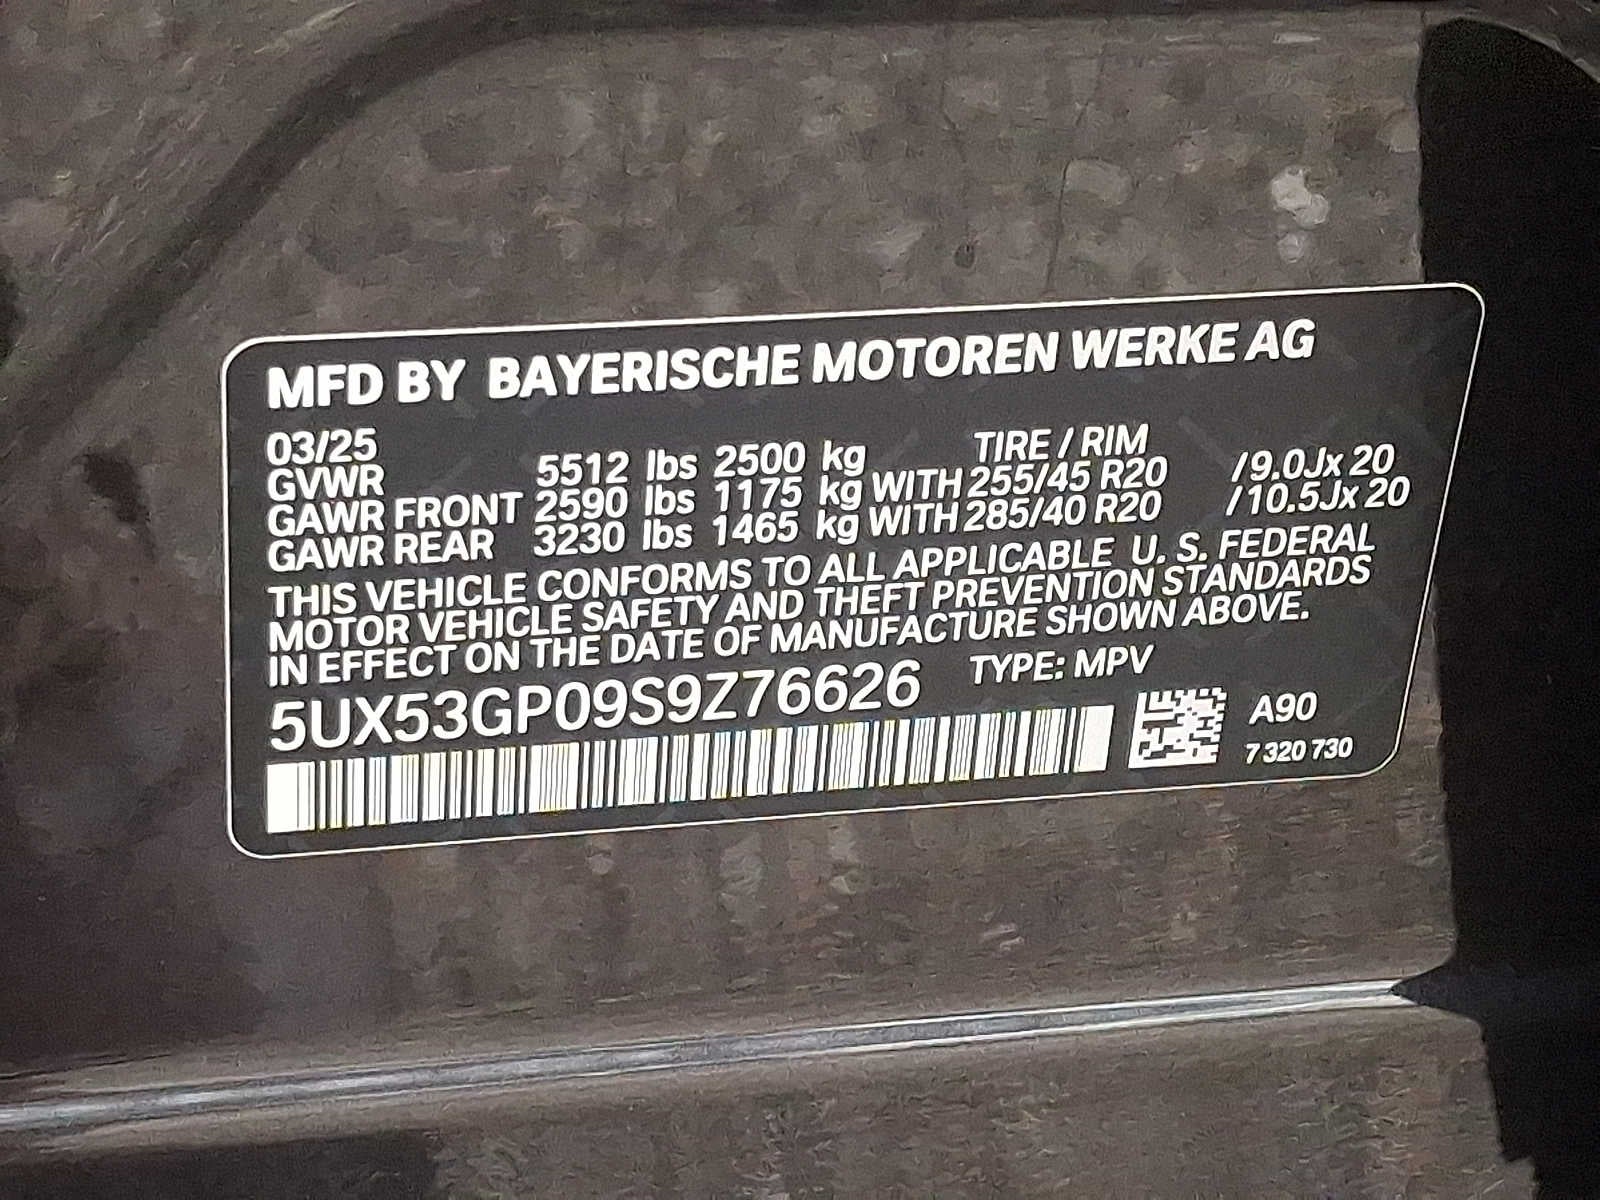 MFD BY BAYERISCHE MOTOREN WERKE AG
03/25 TIRE / RIM
GVWR 5512 lbs 2500 kg
GAWR FRONT 2590 lbs 1175 kg WITH 255/45 R20 /9.0Jx 20
GAWR REAR 3230 lbs 1465 kg WITH 285/40 R20 /10.5Jx 20
THIS VEHICLE CONFORMS TO ALL APPLICABLE U. S. FEDERAL
MOTOR VEHICLE SAFETY AND THEFT PREVENTION STANDARDS
IN EFFECT ON THE DATE OF MANUFACTURE SHOWN ABOVE.
5UX53GP09S9Z76626 TYPE: MPV
A90
7 320 730